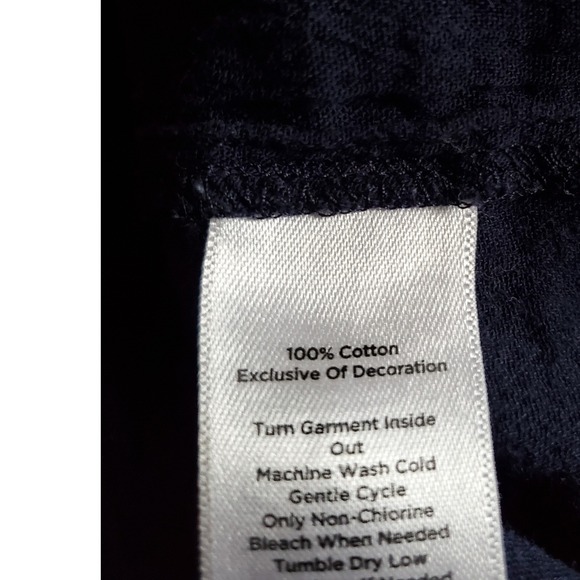 100% Cotton
Exclusive Of Decoration
Turn Garment Inside
Out
Machine Wash Cold
Gentle Cycle
Only Non-Chlorine
Bleach When Needed
Tumble Dry Low